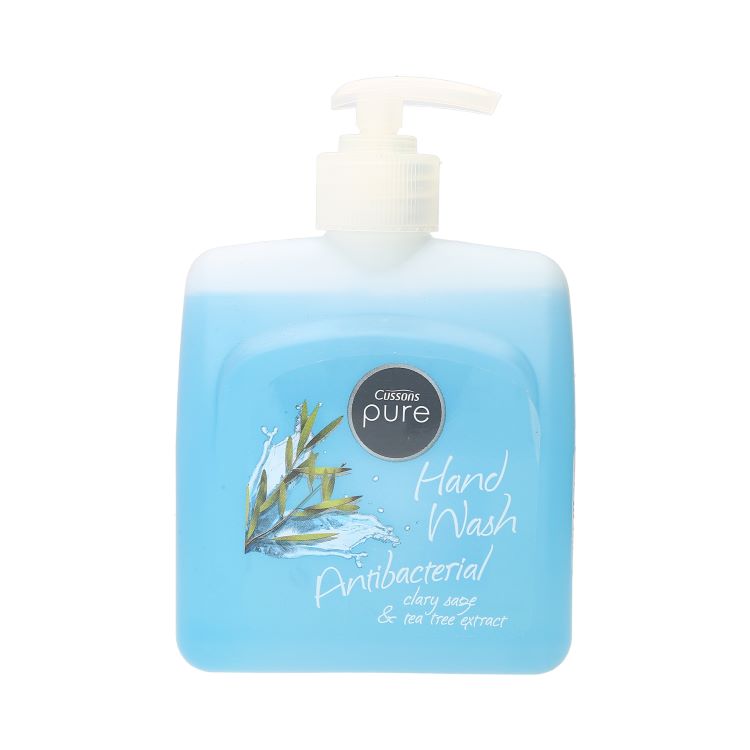 Cussons
pure
Hand
Wash
Antibacterial
clary sage
& tea tree extract